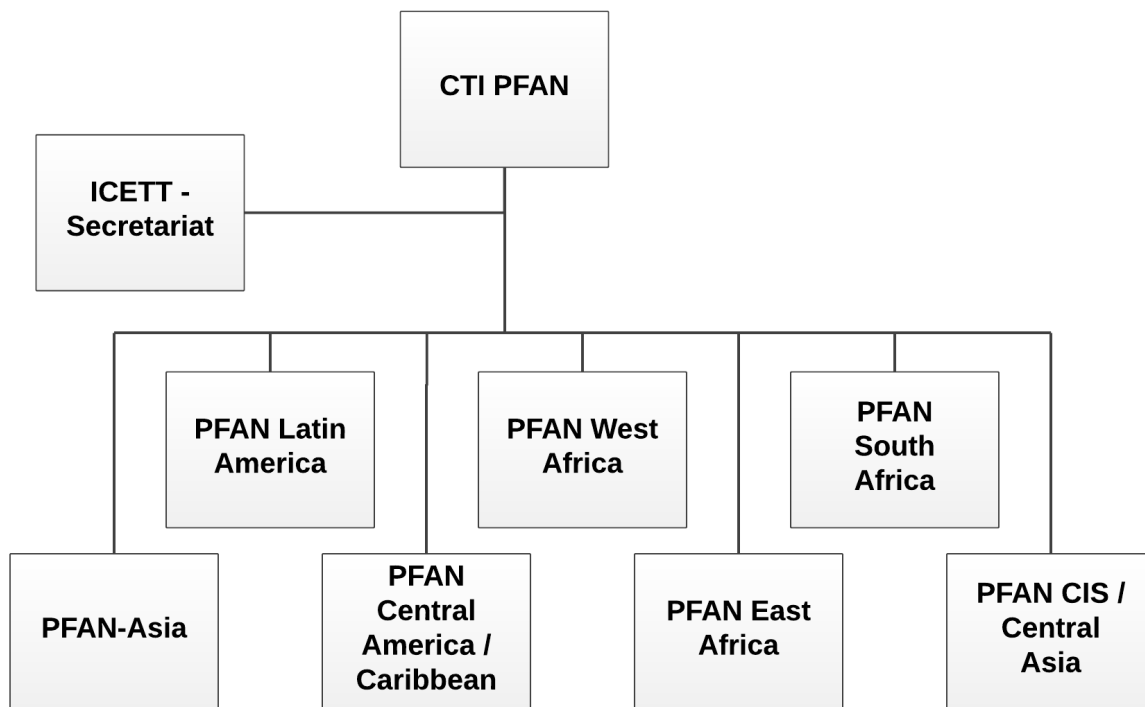 CTI PFAN
ICETT -
Secretariat
PFAN Latin
America
PFAN West
Africa
PFAN
South
Africa
PFAN-Asia
PFAN
Central
America /
Caribbean
PFAN East
Africa
PFAN CIS /
Central
Asia